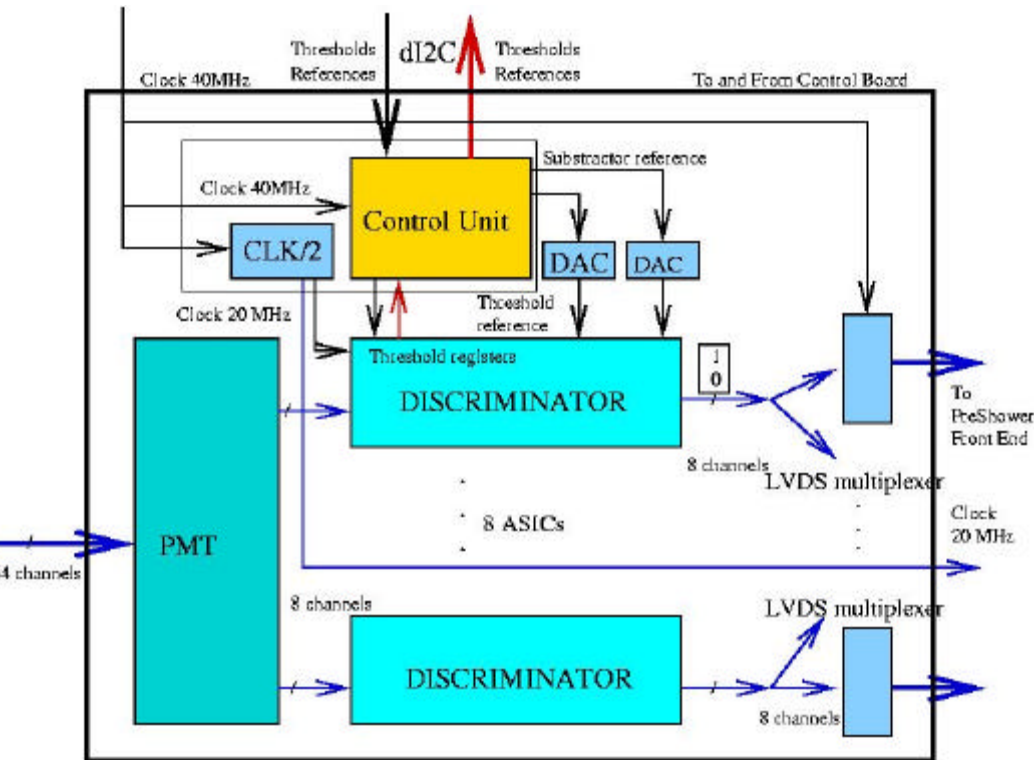 Thresholds
References
dI2C
Thresholds
References
Clock 40MHz
To and From Control Board
Substractor reference
Clock 40MHz
Control Unit
CLK/2
DAC
DAC
Threshold
reference
Clock 20 MHz
Threshold registers
1
0
DISCRIMINATOR
To
PreShower
Front End
8 channels
LVDS multiplexer
8 ASICs
Clock
20 MHz
PMT
4 channels
8 channels
LVDS multiplexer
DISCRIMINATOR
8 channels